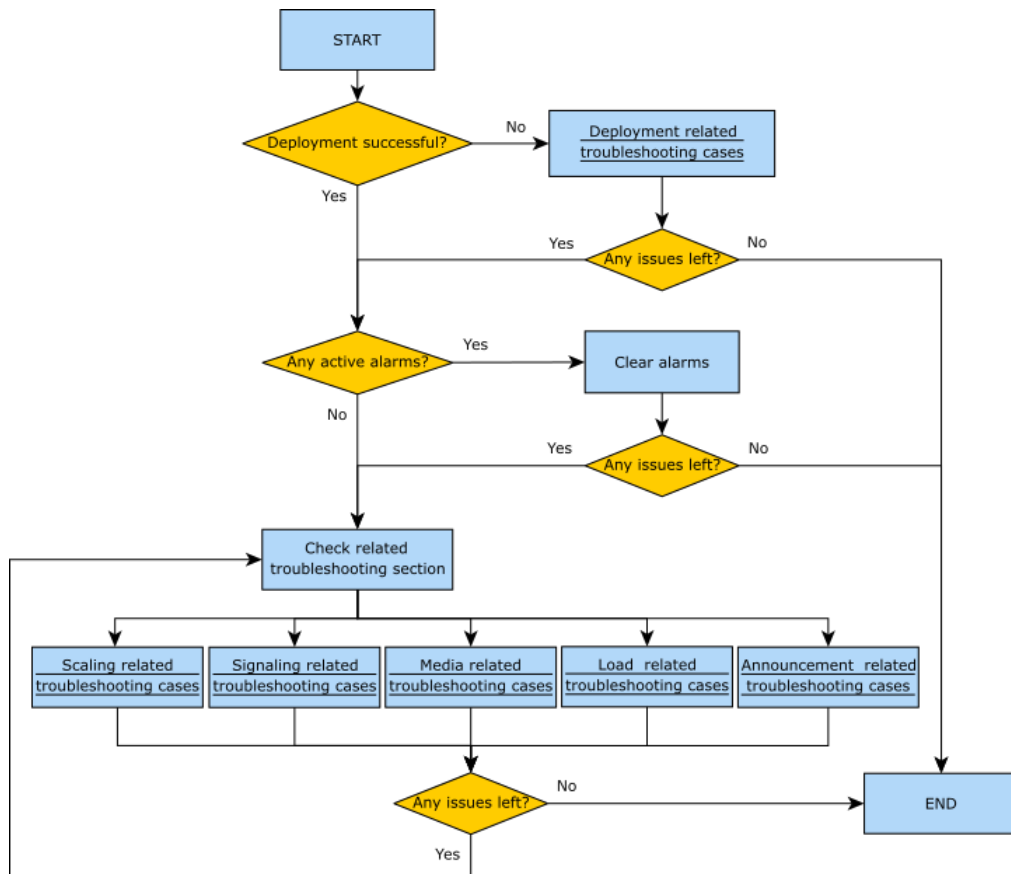 START
Deployment successful?
No
Deployment related
troubleshooting cases
Yes
Yes
Any issues left?
No
Any active alarms?
Yes
Clear alarms
No
Yes
Any issues left?
No
Check related
troubleshooting section
Scaling related
troubleshooting cases
Signaling related
troubleshooting cases
Media related
troubleshooting cases
Load related
troubleshooting cases
Announcement related
troubleshooting cases
Any issues left?
No
END
Yes